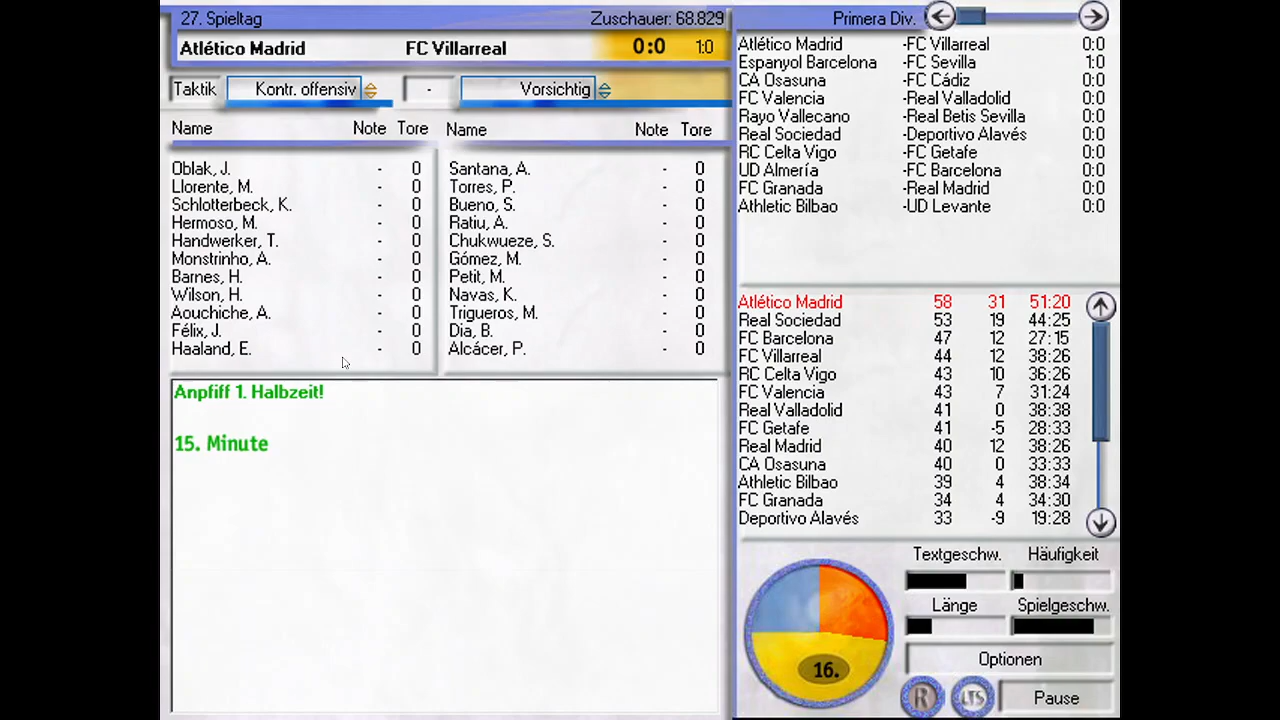 27. Spieltag Zuschauer: 68.829
Atlético Madrid FC Villarreal 0:0 1:0
Taktik Kontr. offensiv - Vorsichtig
Name Note Tore Name Note Tore
Oblak, J. - 0 Santana, A. - 0
Llorente, M. - 0 Torres, P. - 0
Schlotterbeck, K. - 0 Bueno, S. - 0
Hermoso, M. - 0 Ratiu, A. - 0
Handwerker, T. - 0 Chukwueze, S. - 0
Monstrinho, A. - 0 Gómez, M. - 0
Barnes, H. - 0 Petit, M. - 0
Wilson, H. - 0 Navas, K. - 0
Aouchiche, A. - 0 Trigueros, M. - 0
Félix, J. - 0 Dia, B. - 0
Haaland, E. - 0 Alcácer, P. - 0
Anpfiff 1. Halbzeit!
15. Minute
Primera Div.
Atlético Madrid -FC Villarreal 0:0
Espanyol Barcelona -FC Sevilla 1:0
CA Osasuna -FC Cádiz 0:0
FC Valencia -Real Valladolid 0:0
Rayo Vallecano -Real Betis Sevilla 0:0
Real Sociedad -Deportivo Alavés 0:0
RC Celta Vigo -FC Getafe 0:0
UD Almería -FC Barcelona 0:0
FC Granada -Real Madrid 0:0
Athletic Bilbao -UD Levante 0:0
Atlético Madrid 58 31 51:20
Real Sociedad 53 19 44:25
FC Barcelona 47 12 27:15
FC Villarreal 44 12 38:26
RC Celta Vigo 43 10 36:26
FC Valencia 43 7 31:24
Real Valladolid 41 0 38:38
FC Getafe 41 -5 28:33
Real Madrid 40 12 38:26
CA Osasuna 40 0 33:33
Athletic Bilbao 39 4 38:34
FC Granada 34 4 34:30
Deportivo Alavés 33 -9 19:28
Textgeschw. Häufigkeit
Länge Spielgeschw.
16.
Optionen
R LTS Pause